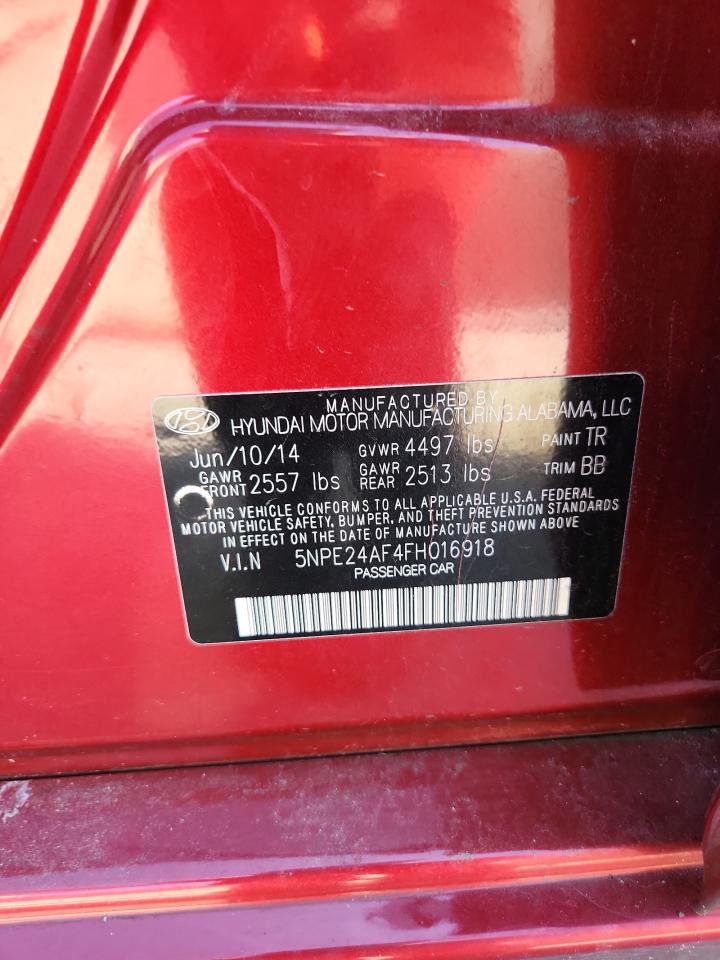 MANUFACTURED BY
HYUNDAI MOTOR MANUFACTURING ALABAMA, LLC
Jun/10/14 GVWR 4497 lbs PAINT TR
GAWR FRONT 2557 lbs GAWR REAR 2513 lbs TRIM BB
THIS VEHICLE CONFORMS TO ALL APPLICABLE U.S.A. FEDERAL
MOTOR VEHICLE SAFETY, BUMPER, AND THEFT PREVENTION STANDARDS
IN EFFECT ON THE DATE OF MANUFACTURE SHOWN ABOVE
V.I.N 5NPE24AF4FH016918
PASSENGER CAR